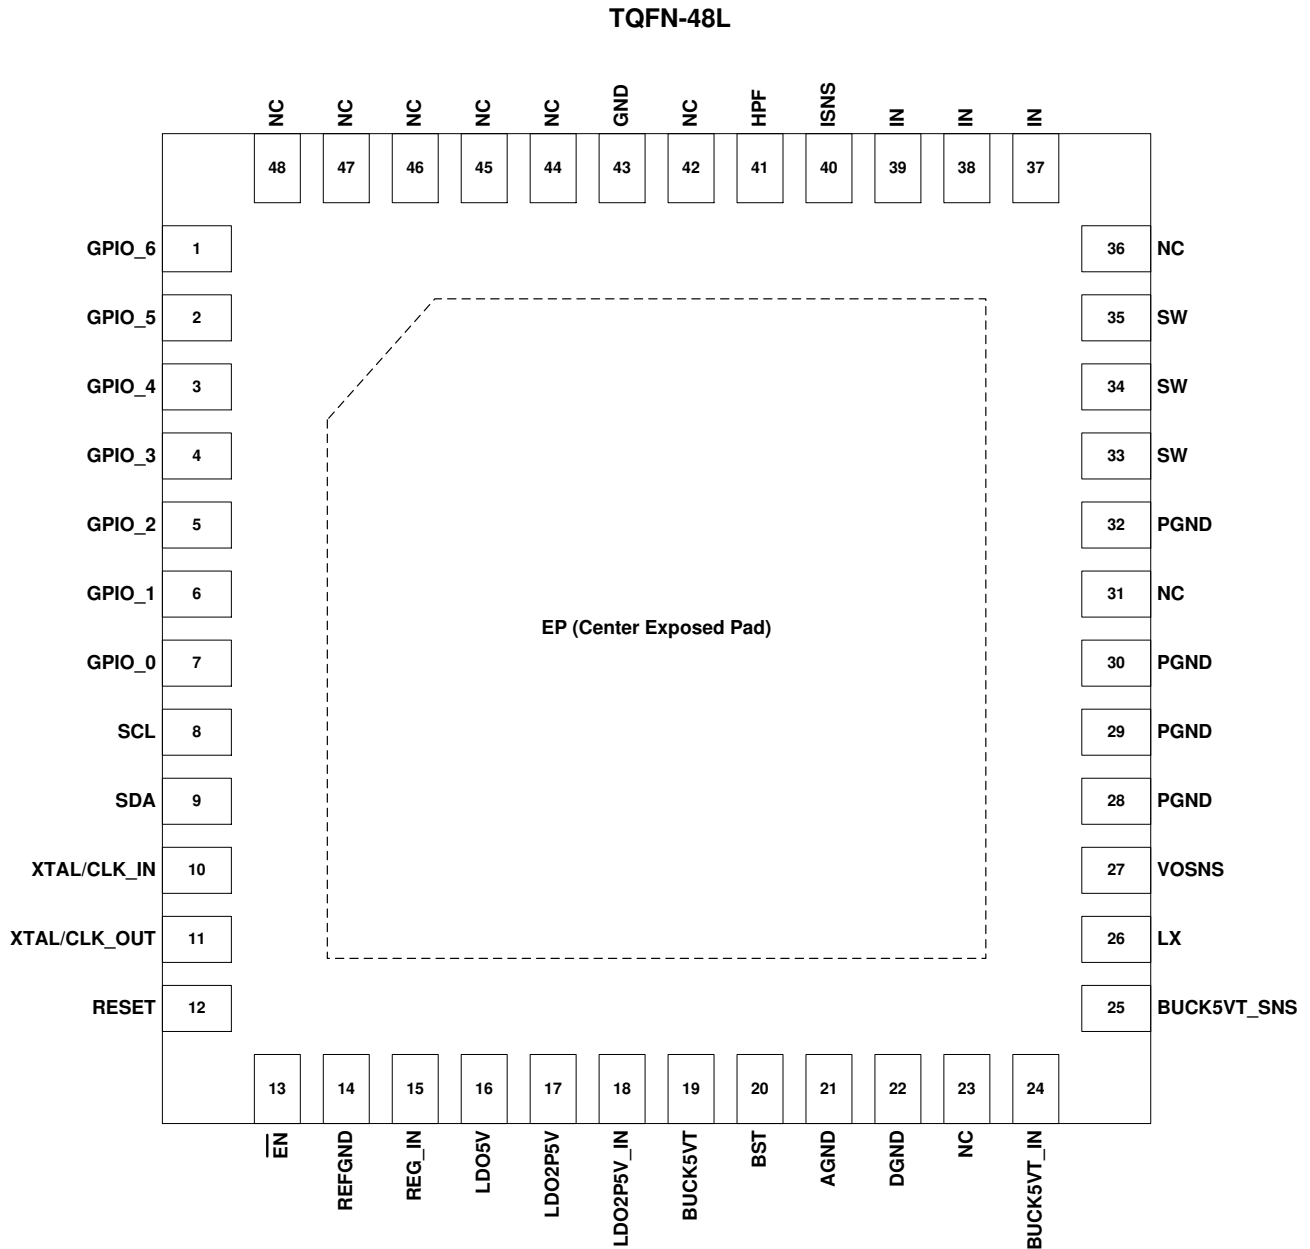 TQFN-48L
NC NC NC NC NC GND NC HPF ISNS IN IN IN
48 47 46 45 44 43 42 41 40 39 38 37
GPIO_6 1 36 NC
GPIO_5 2 35 SW
GPIO_4 3 34 SW
GPIO_3 4 33 SW
GPIO_2 5 32 PGND
GPIO_1 6 31 NC
EP (Center Exposed Pad)
GPIO_0 7 30 PGND
SCL 8 29 PGND
SDA 9 28 PGND
XTAL/CLK_IN 10 27 VOSNS
XTAL/CLK_OUT 11 26 LX
RESET 12 25 BUCK5VT_SNS
13 14 15 16 17 18 19 20 21 22 23 24
EN REFGND REG_IN LDO5V LDO2P5V LDO2P5V_IN BUCK5VT BST AGND DGND NC BUCK5VT_IN